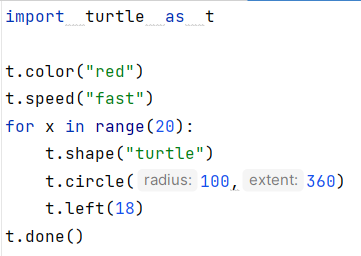 import turtle as t
t.color("red")
t.speed("fast")
for x in range(20):
    t.shape("turtle")
    t.circle( radius: 100, extent: 360)
    t.left(18)
t.done()